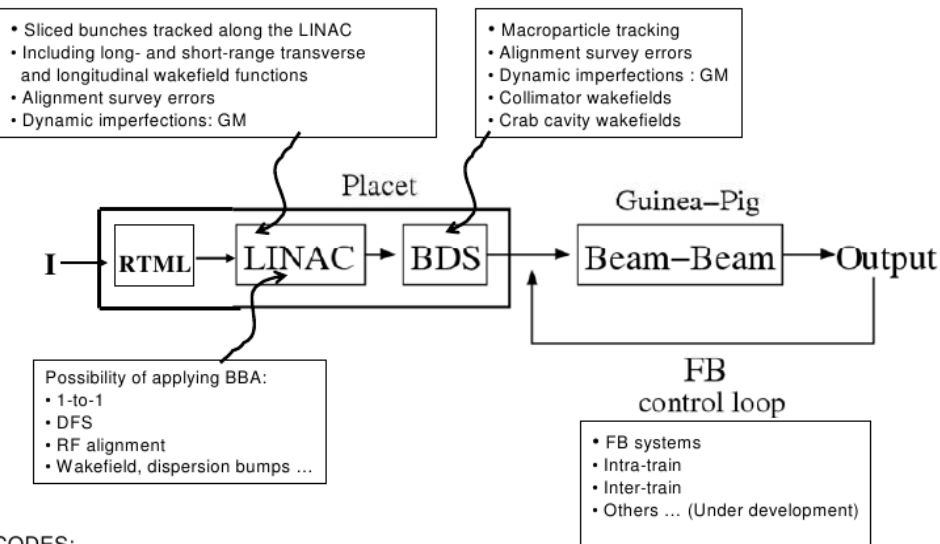 • Sliced bunches tracked along the LINAC
• Including long- and short-range transverse
and longitudinal wakefield functions
• Alignment survey errors
• Dynamic imperfections: GM
• Macroparticle tracking
• Alignment survey errors
• Dynamic imperfections : GM
• Collimator wakefields
• Crab cavity wakefields
Placet
Guinea–Pig
I
RTML
LINAC
BDS
Beam–Beam
Output
FB
control loop
Possibility of applying BBA:
• 1-to-1
• DFS
• RF alignment
• Wakefield, dispersion bumps …
• FB systems
• Intra-train
• Inter-train
• Others … (Under development)
CODES: